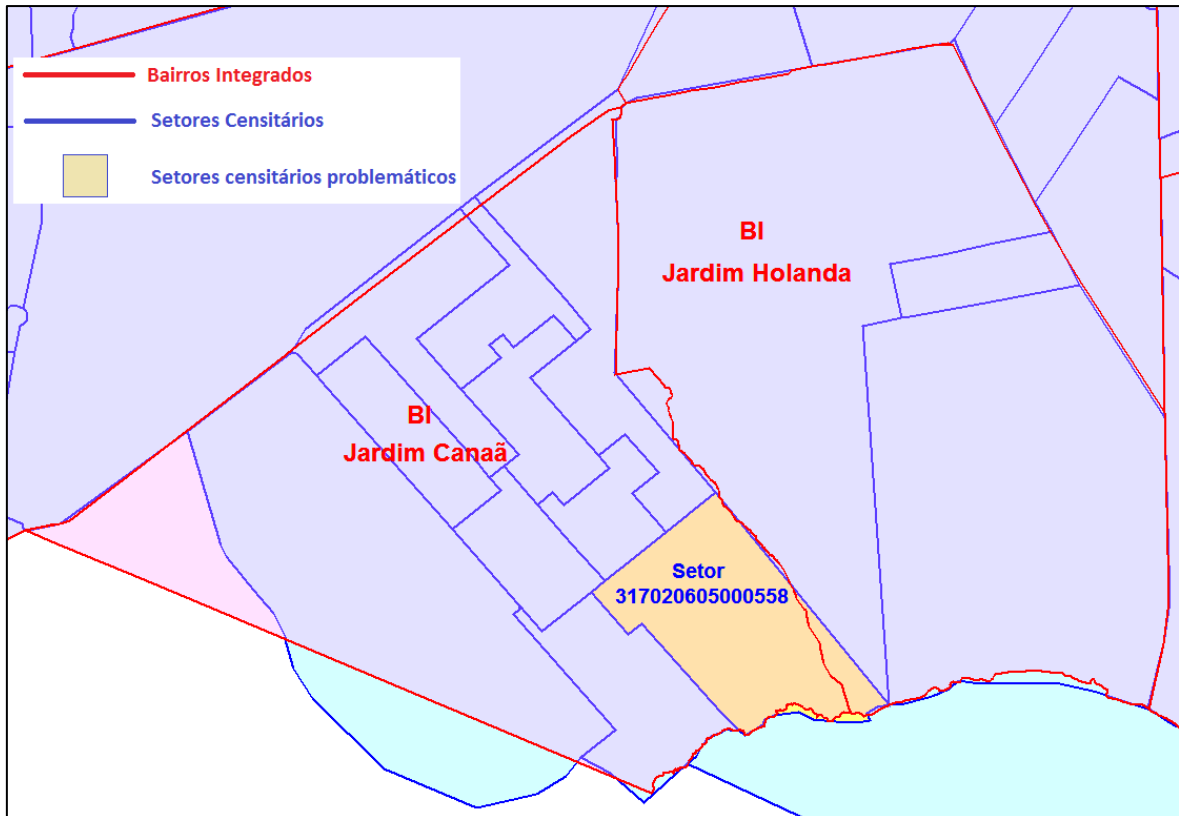 Bairros Integrados
Setores Censitários
Setores censitários problemáticos
BI
Jardim Holanda
BI
Jardim Canaã
Setor
317020605000558